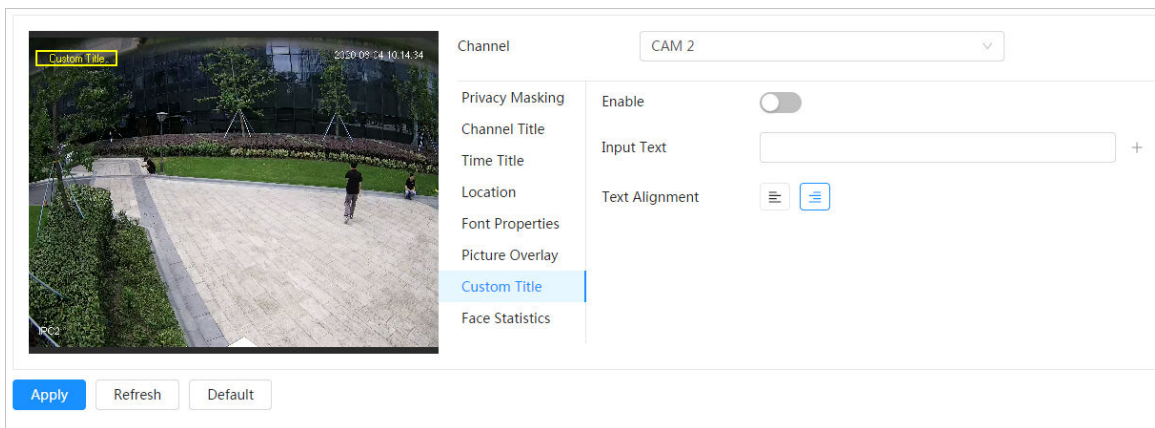 Custom Title..
2020-09-04 10:14:34
IPC2
Channel
CAM 2
Privacy Masking
Channel Title
Time Title
Location
Font Properties
Picture Overlay
Custom Title
Face Statistics
Enable
Input Text
+
Text Alignment
Apply
Refresh
Default